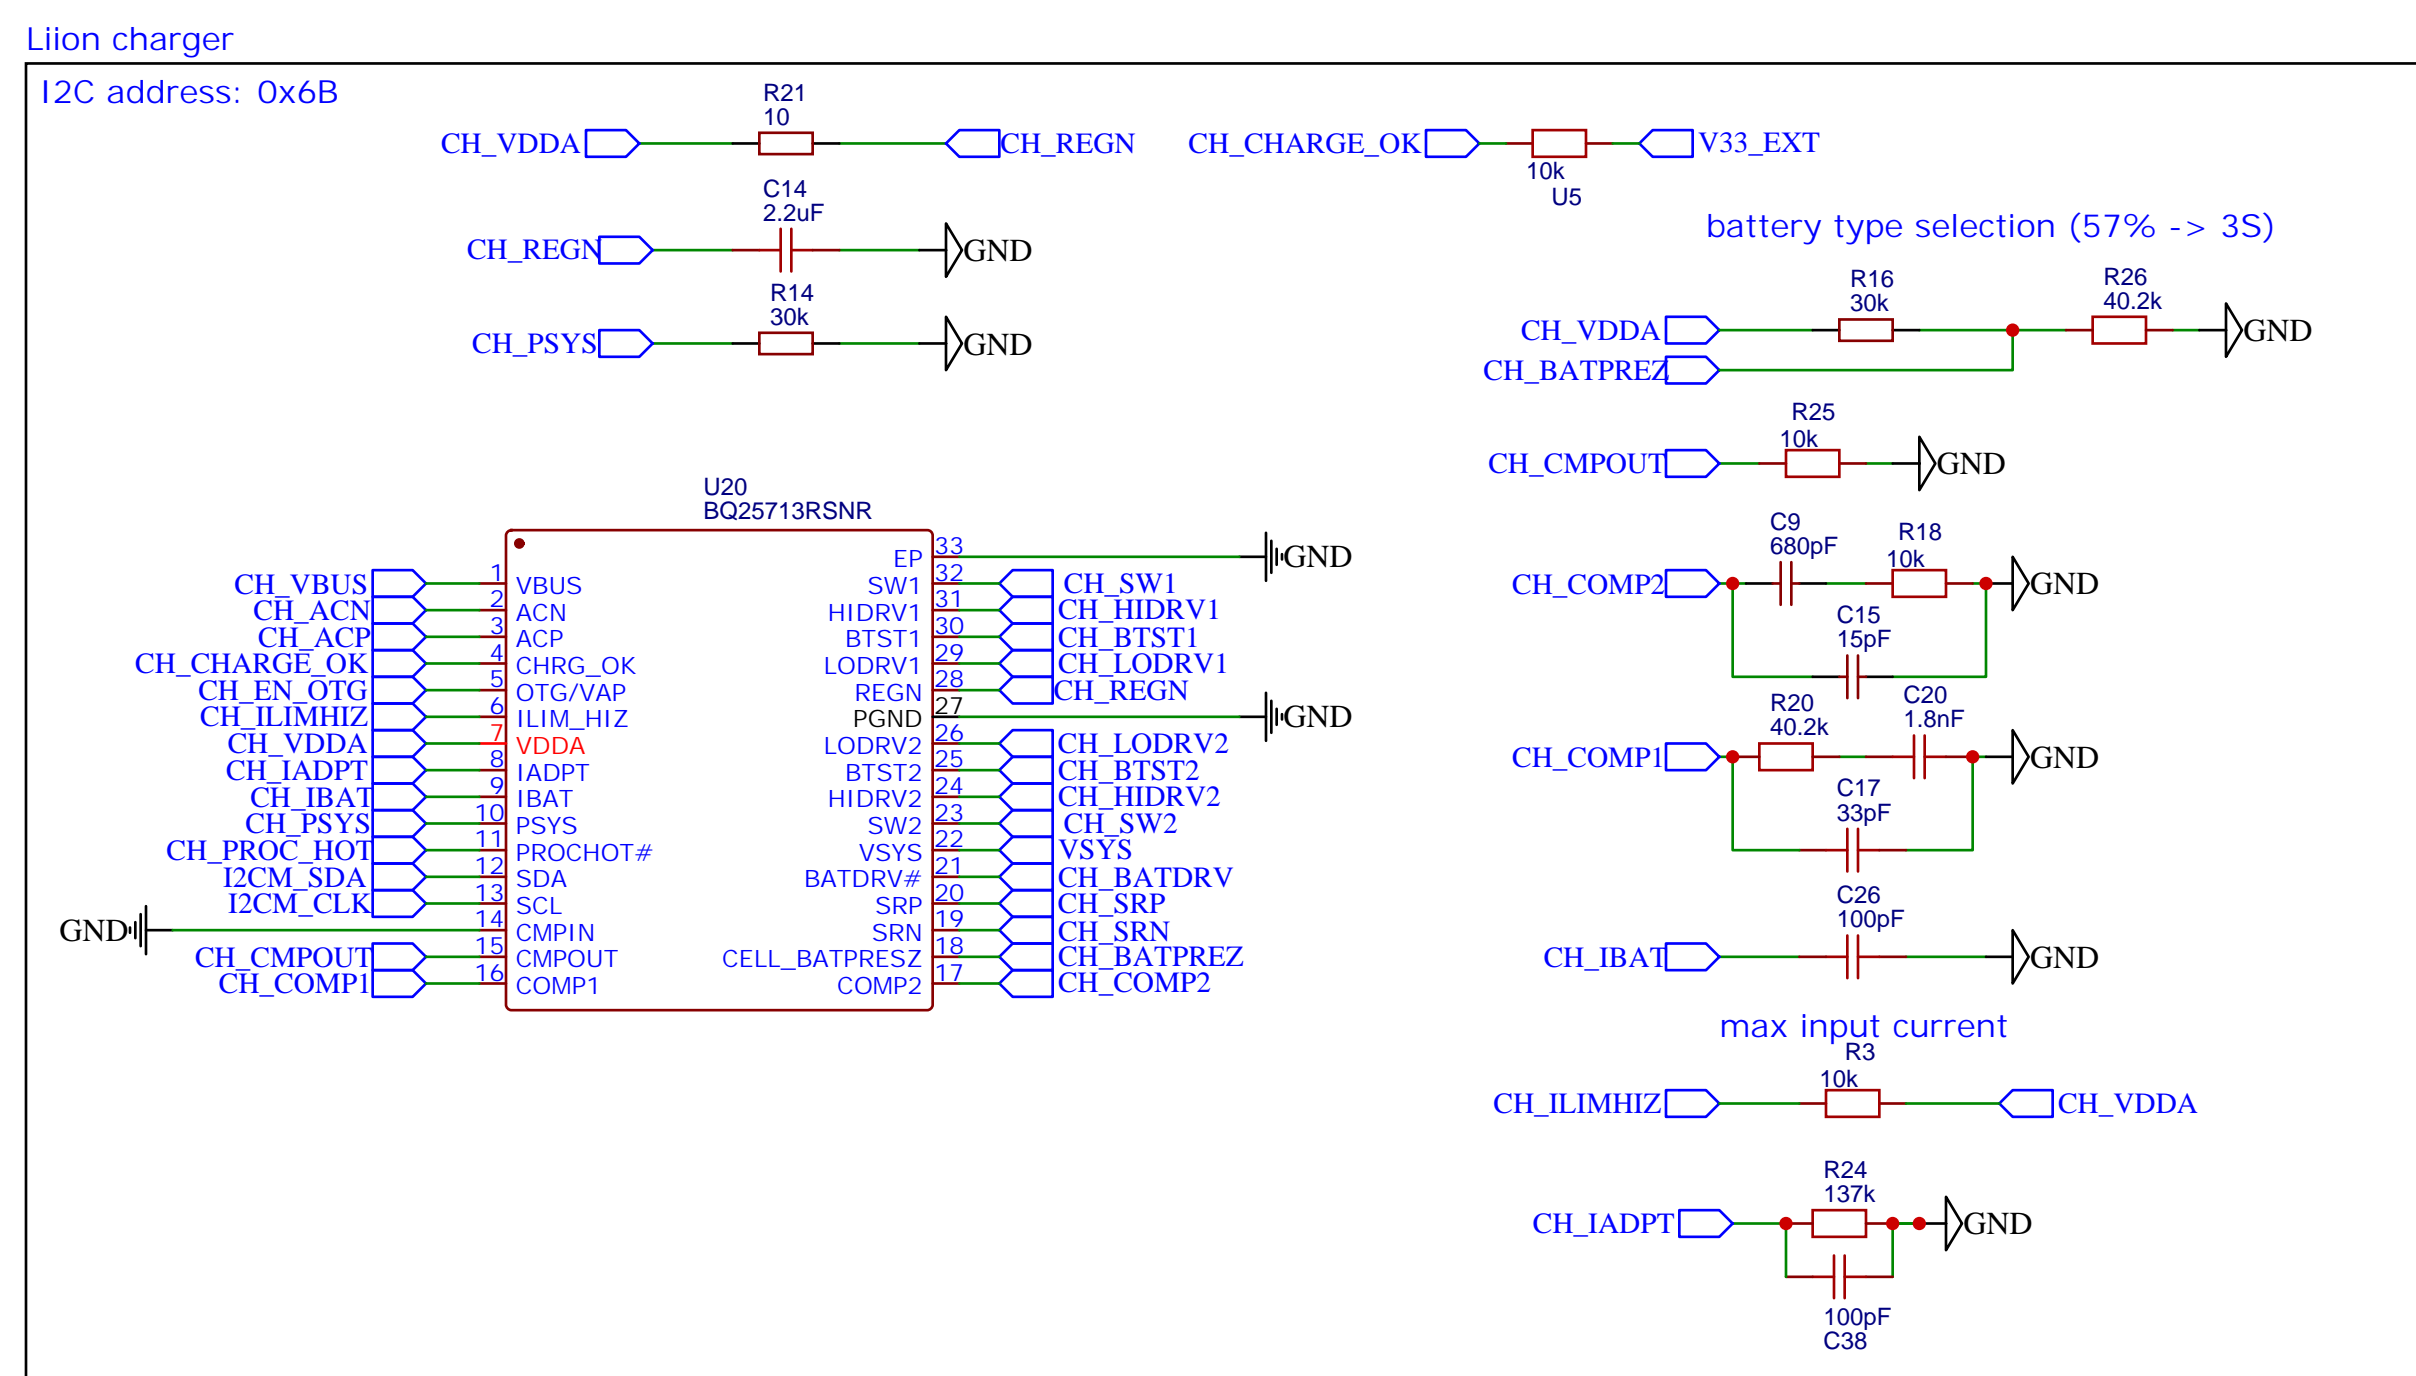 Liion charger
I2C address: 0x6B
R21
10
CH_VDDA
CH_REGN
C14
2.2uF
CH_REGN
GND
R14
30k
CH_PSYS
GND
CH_CHARGE_OK
V33_EXT
10k
U5
battery type selection (57% -> 3S)
R16
30k
R26
40.2k
CH_VDDA
GND
CH_BATPREZ
R25
10k
CH_CMPOUT
GND
C9
680pF
R18
10k
CH_COMP2
GND
C15
15pF
R20
40.2k
C20
1.8nF
CH_COMP1
GND
C17
33pF
C26
100pF
CH_IBAT
GND
max input current
R3
10k
CH_ILIMHIZ
CH_VDDA
R24
137k
CH_IADPT
GND
100pF
C38
U20
BQ25713RSNR
CH_VBUS 1 VBUS
CH_ACN 2 ACN
CH_ACP 3 ACP
CH_CHARGE_OK 4 CHRG_OK
CH_EN_OTG 5 OTG/VAP
CH_ILIMHIZ 6 ILIM_HIZ
CH_VDDA 7 VDDA
CH_IADPT 8 IADPT
CH_IBAT 9 IBAT
CH_PSYS 10 PSYS
CH_PROC_HOT 11 PROCHOT#
I2CM_SDA 12 SDA
I2CM_CLK 13 SCL
GND 14 CMPIN
CH_CMPOUT 15 CMPOUT
CH_COMP1 16 COMP1
EP 33 GND
SW1 32 CH_SW1
HIDRV1 31 CH_HIDRV1
BTST1 30 CH_BTST1
LODRV1 29 CH_LODRV1
REGN 28 CH_REGN
PGND 27 GND
LODRV2 26 CH_LODRV2
BTST2 25 CH_BTST2
HIDRV2 24 CH_HIDRV2
SW2 23 CH_SW2
VSYS 22 VSYS
BATDRV# 21 CH_BATDRV
SRP 20 CH_SRP
SRN 19 CH_SRN
CELL_BATPRESZ 18 CH_BATPREZ
COMP2 17 CH_COMP2